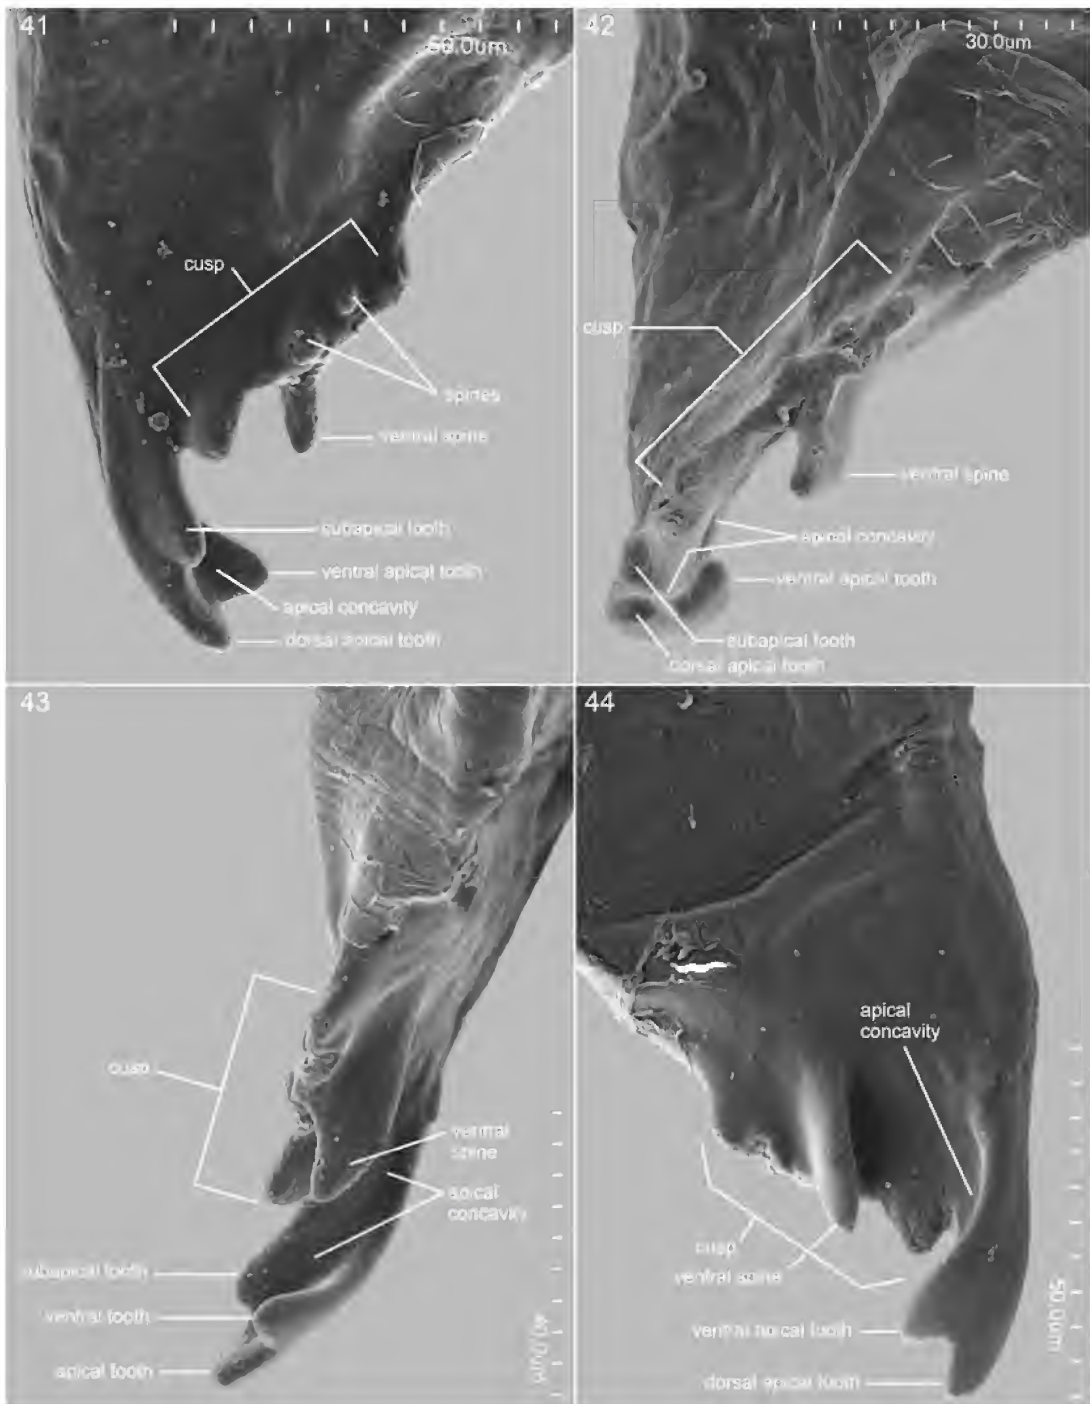 41
50.0um
cusp
spines
ventral spine
subapical tooth
ventral apical tooth
apical concavity
dorsal apical tooth
42
30.0um
cusp
ventral spine
apical concavity
ventral apical tooth
subapical tooth
dorsal apical tooth
43
cusp
ventral
spine
apical
concavity
subapical tooth
ventral tooth
apical tooth
40.0um
44
apical
concavity
cusp
ventral spine
ventral apical tooth
dorsal apical tooth
50.0um